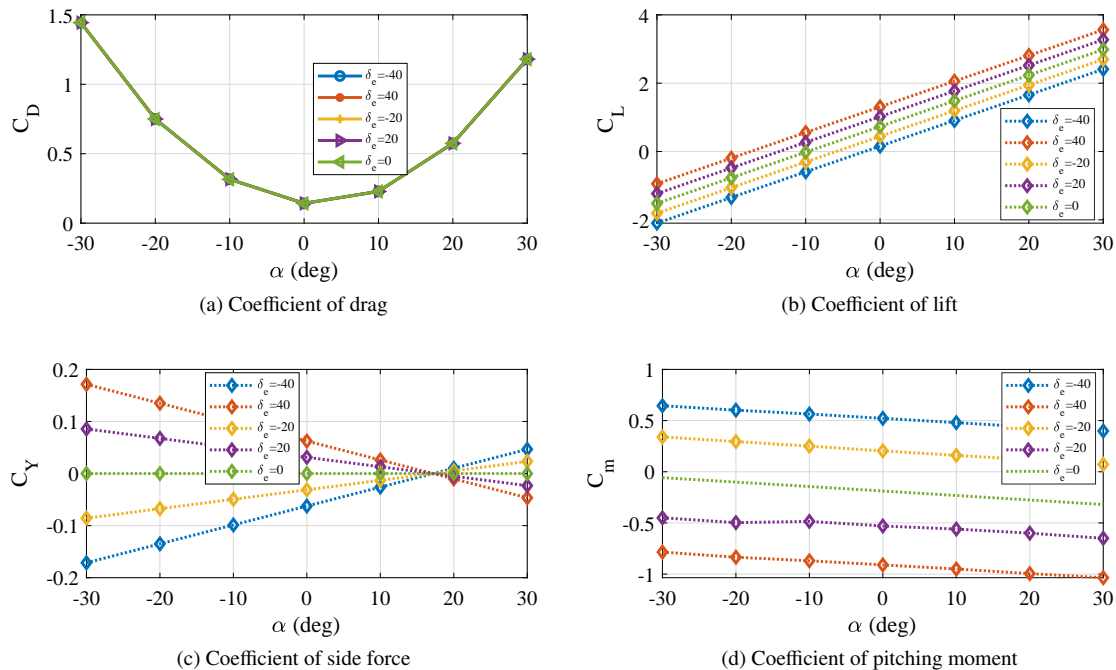 1.5
1
0.5
0
C_D
δ_e=-40
δ_e=40
δ_e=-20
δ_e=20
δ_e=0
-30 -20 -10 0 10 20 30
α (deg)
(a) Coefficient of drag
4
2
0
-2
C_L
δ_e=-40
δ_e=40
δ_e=-20
δ_e=20
δ_e=0
-30 -20 -10 0 10 20 30
α (deg)
(b) Coefficient of lift
0.2
0.1
0
-0.1
-0.2
C_Y
δ_e=-40
δ_e=40
δ_e=-20
δ_e=20
δ_e=0
-30 -20 -10 0 10 20 30
α (deg)
(c) Coefficient of side force
1
0.5
0
-0.5
-1
C_m
δ_e=-40
δ_e=40
δ_e=-20
δ_e=20
δ_e=0
-30 -20 -10 0 10 20 30
α (deg)
(d) Coefficient of pitching moment